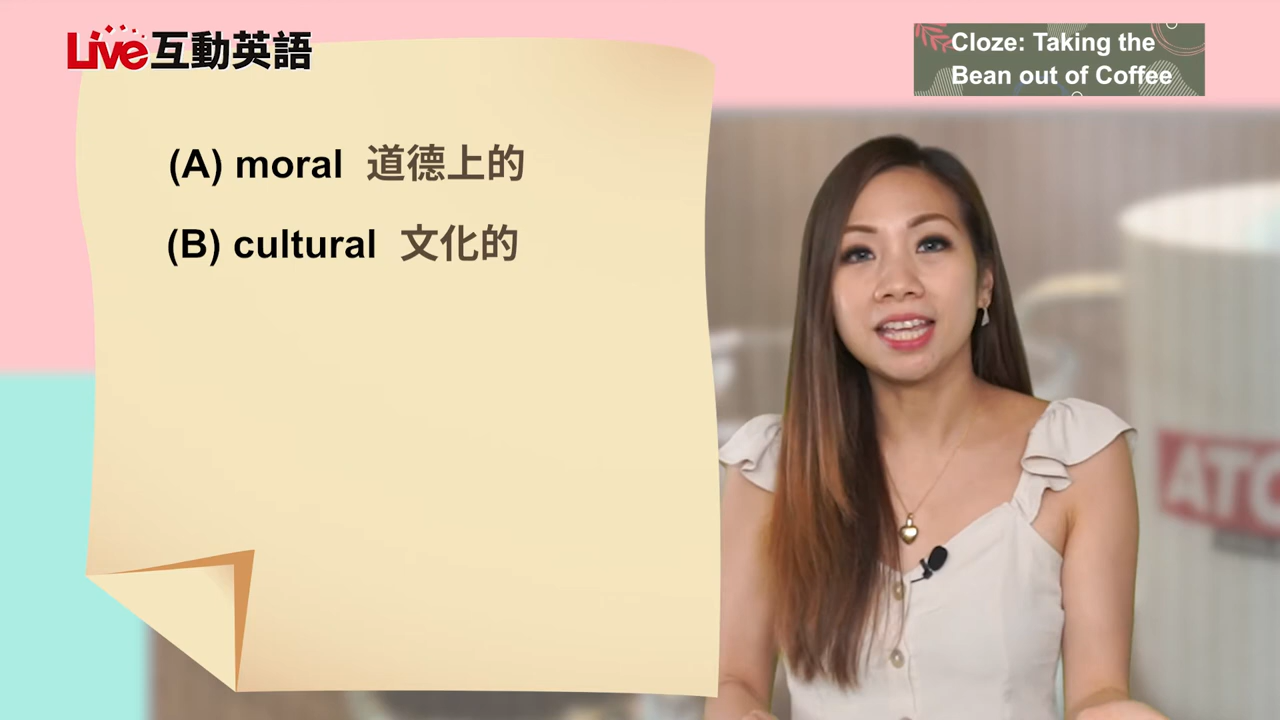 Live互動英語
Cloze: Taking the
Bean out of Coffee
(A) moral 道德上的
(B) cultural 文化的
ATC